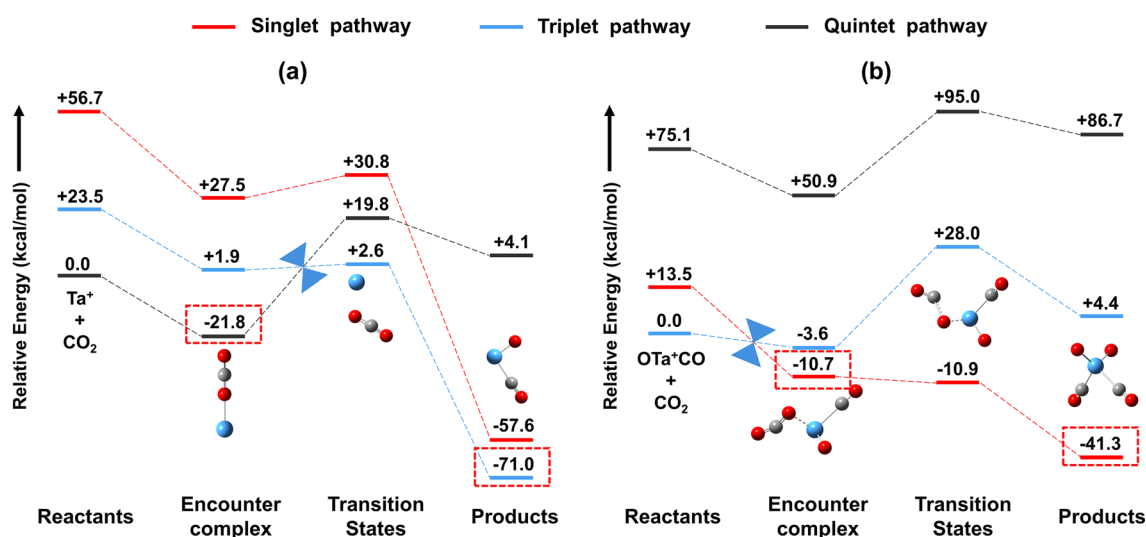 Singlet pathway
Triplet pathway
Quintet pathway
(a)
Relative Energy (kcal/mol)
+56.7
+27.5
+30.8
-57.6
+23.5
+1.9
+2.6
-71.0
0.0
-21.8
+19.8
+4.1
Ta⁺
+
CO₂
Reactants
Encounter
complex
Transition
States
Products
(b)
Relative Energy (kcal/mol)
+75.1
+50.9
+95.0
+86.7
+13.5
-10.7
-10.9
-41.3
0.0
-3.6
+28.0
+4.4
OTa⁺CO
+
CO₂
Reactants
Encounter
complex
Transition
States
Products